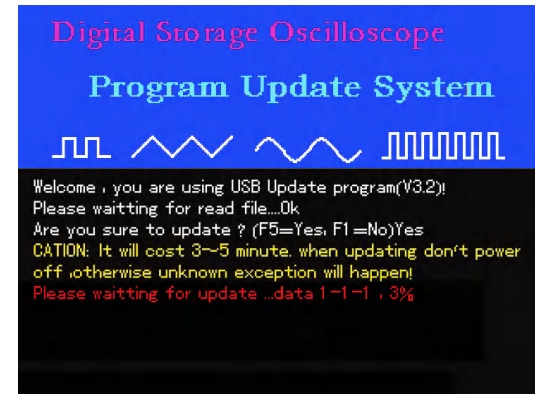 Digital Storage Oscilloscope
Program Update System
Welcome , you are using USB Update program(V3.2)!
Please waitting for read file....Ok
Are you sure to update ? (F5=Yes, F1=No)Yes
CATION: It will cost 3~5 minute. when updating don't power
off ,otherwise unknown exception will happen!
Please waitting for update ...data 1-1-1 , 3%